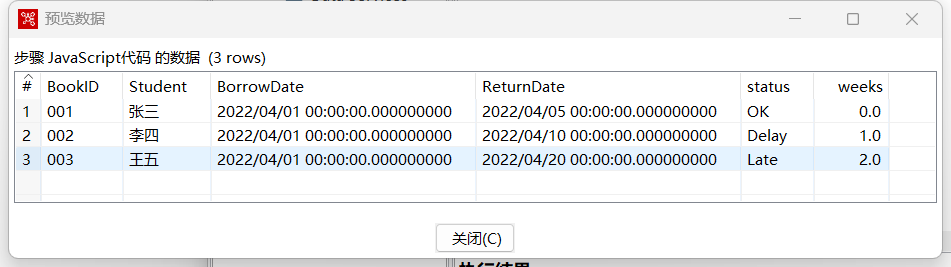 预览数据
步骤 JavaScript代码 的数据 (3 rows)
# BookID Student BorrowDate ReturnDate status weeks
1 001 张三 2022/04/01 00:00:00.000000000 2022/04/05 00:00:00.000000000 OK 0.0
2 002 李四 2022/04/01 00:00:00.000000000 2022/04/10 00:00:00.000000000 Delay 1.0
3 003 王五 2022/04/01 00:00:00.000000000 2022/04/20 00:00:00.000000000 Late 2.0
关闭(C)